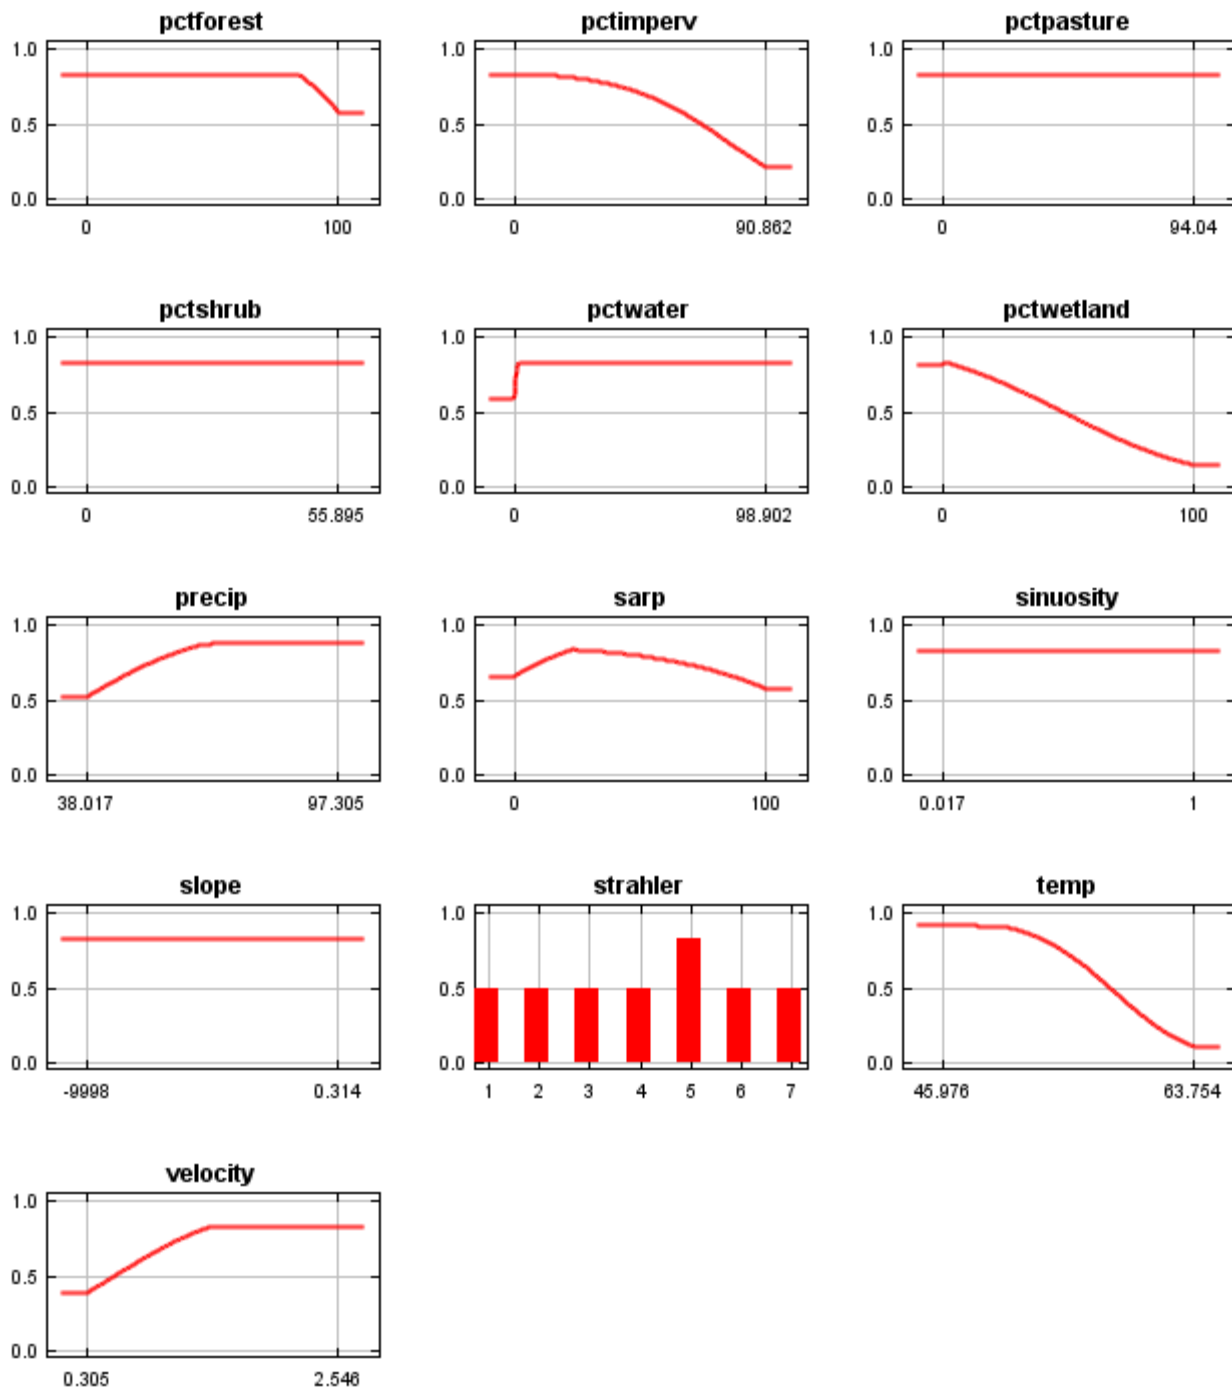 pctforest pctimperv pctpasture
1.0 1.0 1.0
0.5 0.5 0.5
0.0 0.0 0.0
0 100 0 90.862 0 94.04
pctshrub pctwater pctwetland
1.0 1.0 1.0
0.5 0.5 0.5
0.0 0.0 0.0
0 55.895 0 98.902 0 100
precip sarp sinuosity
1.0 1.0 1.0
0.5 0.5 0.5
0.0 0.0 0.0
38.017 97.305 0 100 0.017 1
slope strahler temp
1.0 1.0 1.0
0.5 0.5 0.5
0.0 0.0 0.0
-9998 0.314 1 2 3 4 5 6 7 45.976 63.754
velocity
1.0
0.5
0.0
0.305 2.546